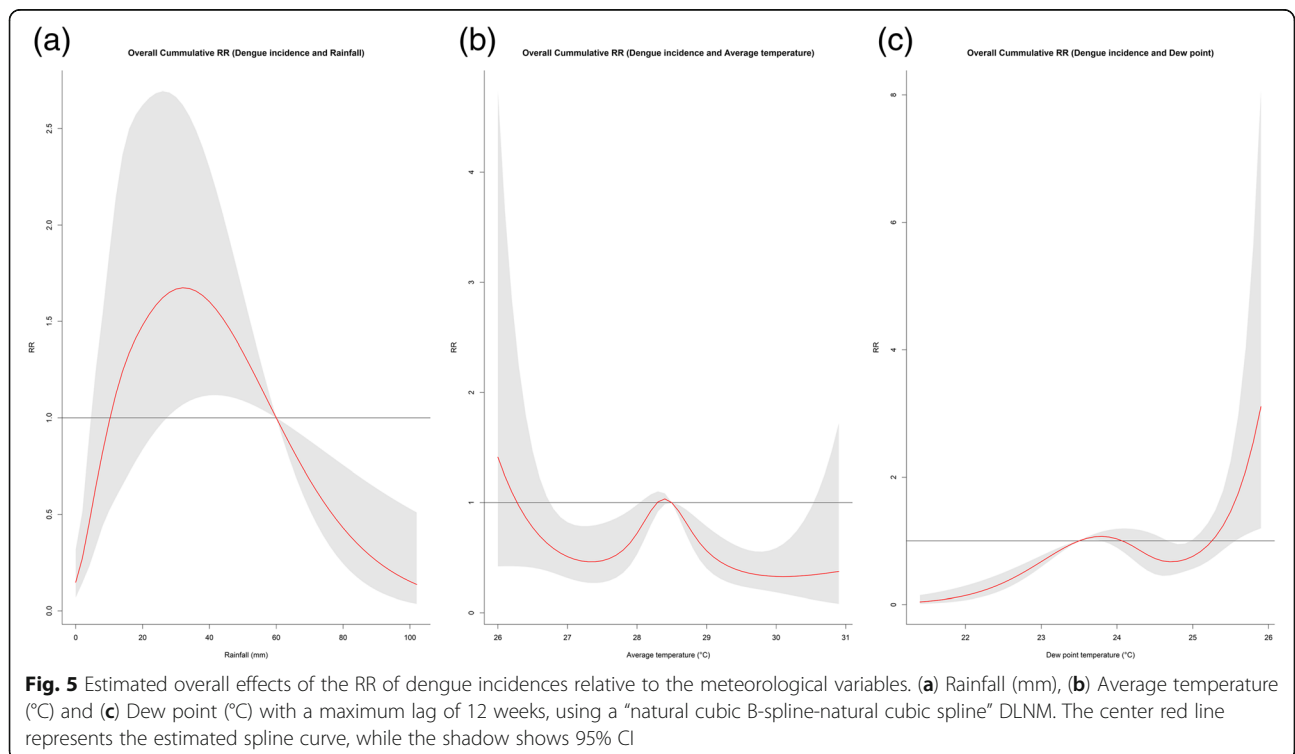 (a)
Overall Cummulative RR (Dengue incidence and Rainfall)
RR
2.5
2.0
1.5
1.0
0.5
0.0
0 20 40 60 80 100
Rainfall (mm)
(b)
Overall Cummulative RR (Dengue incidence and Average temperature)
RR
4
3
2
1
0
26 27 28 29 30 31
Average temperature (°C)
(c)
Overall Cummulative RR (Dengue incidence and Dew point)
RR
8
6
4
2
0
22 23 24 25 26
Dew point temperature (°C)
Fig. 5 Estimated overall effects of the RR of dengue incidences relative to the meteorological variables. (a) Rainfall (mm), (b) Average temperature
(°C) and (c) Dew point (°C) with a maximum lag of 12 weeks, using a “natural cubic B-spline-natural cubic spline” DLNM. The center red line
represents the estimated spline curve, while the shadow shows 95% CI